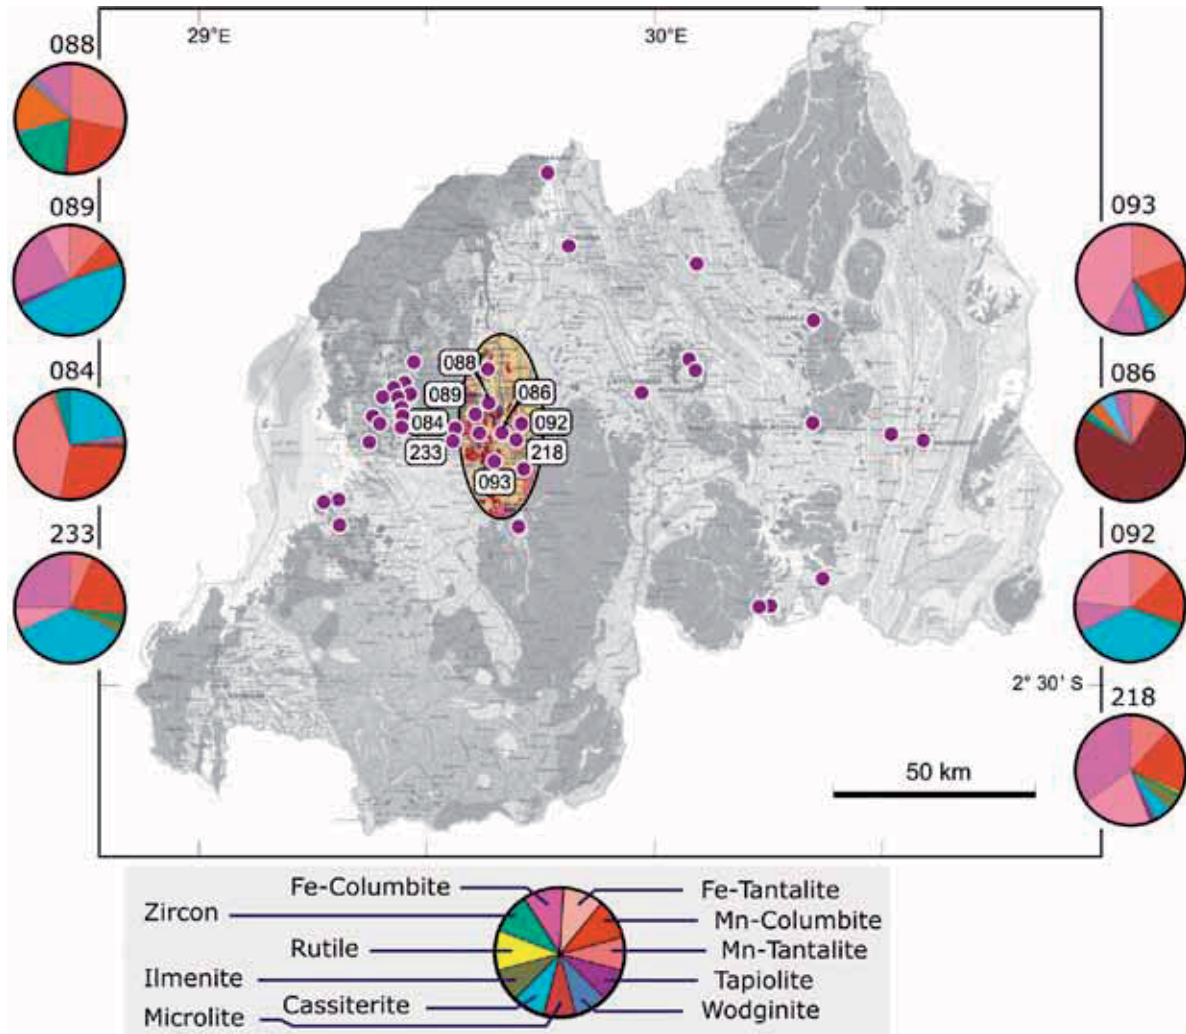 29°E 30°E
088
089
084
233
093
086
092
218
088
089
086
084
092
233
218
093
2° 30' S
50 km
Fe-Columbite Fe-Tantalite
Zircon Mn-Columbite
Rutile Mn-Tantalite
Ilmenite Tapiolite
Cassiterite Wodginite
Microlite